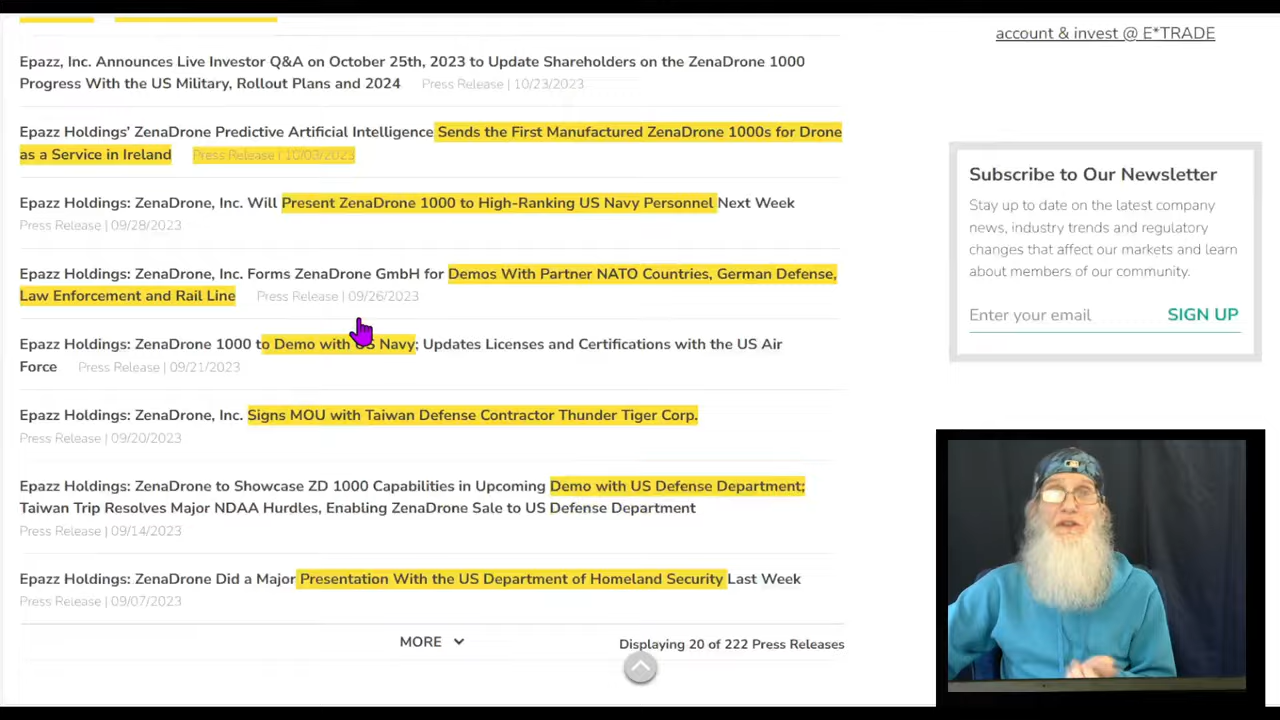 account & invest @ E*TRADE
Epazz, Inc. Announces Live Investor Q&A on October 25th, 2023 to Update Shareholders on the ZenaDrone 1000
Progress With the US Military, Rollout Plans and 2024 Press Release | 10/23/2023
Epazz Holdings' ZenaDrone Predictive Artificial Intelligence Sends the First Manufactured ZenaDrone 1000s for Drone
as a Service in Ireland Press Release | 10/03/2023
Epazz Holdings: ZenaDrone, Inc. Will Present ZenaDrone 1000 to High-Ranking US Navy Personnel Next Week
Press Release | 09/28/2023
Epazz Holdings: ZenaDrone, Inc. Forms ZenaDrone GmbH for Demos With Partner NATO Countries, German Defense,
Law Enforcement and Rail Line Press Release | 09/26/2023
Epazz Holdings: ZenaDrone 1000 to Demo with US Navy; Updates Licenses and Certifications with the US Air
Force Press Release | 09/21/2023
Epazz Holdings: ZenaDrone, Inc. Signs MOU with Taiwan Defense Contractor Thunder Tiger Corp.
Press Release | 09/20/2023
Epazz Holdings: ZenaDrone to Showcase ZD 1000 Capabilities in Upcoming Demo with US Defense Department;
Taiwan Trip Resolves Major NDAA Hurdles, Enabling ZenaDrone Sale to US Defense Department
Press Release | 09/14/2023
Epazz Holdings: ZenaDrone Did a Major Presentation With the US Department of Homeland Security Last Week
Press Release | 09/07/2023
MORE
Displaying 20 of 222 Press Releases
Subscribe to Our Newsletter
Stay up to date on the latest company
news, industry trends and regulatory
changes that affect our markets and learn
about members of our community.
Enter your email SIGN UP